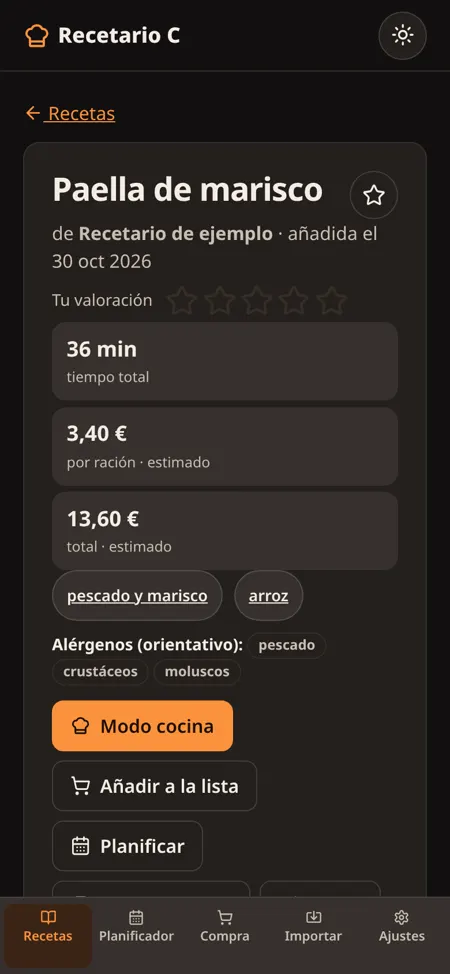 Recetario C
← Recetas
Paella de marisco
de Recetario de ejemplo · añadida el
30 oct 2026
Tu valoración
36 min
tiempo total
3,40 €
por ración · estimado
13,60 €
total · estimado
pescado y marisco
arroz
Alérgenos (orientativo): pescado
crustáceos moluscos
Modo cocina
Añadir a la lista
Planificar
Recetas
Planificador
Compra
Importar
Ajustes